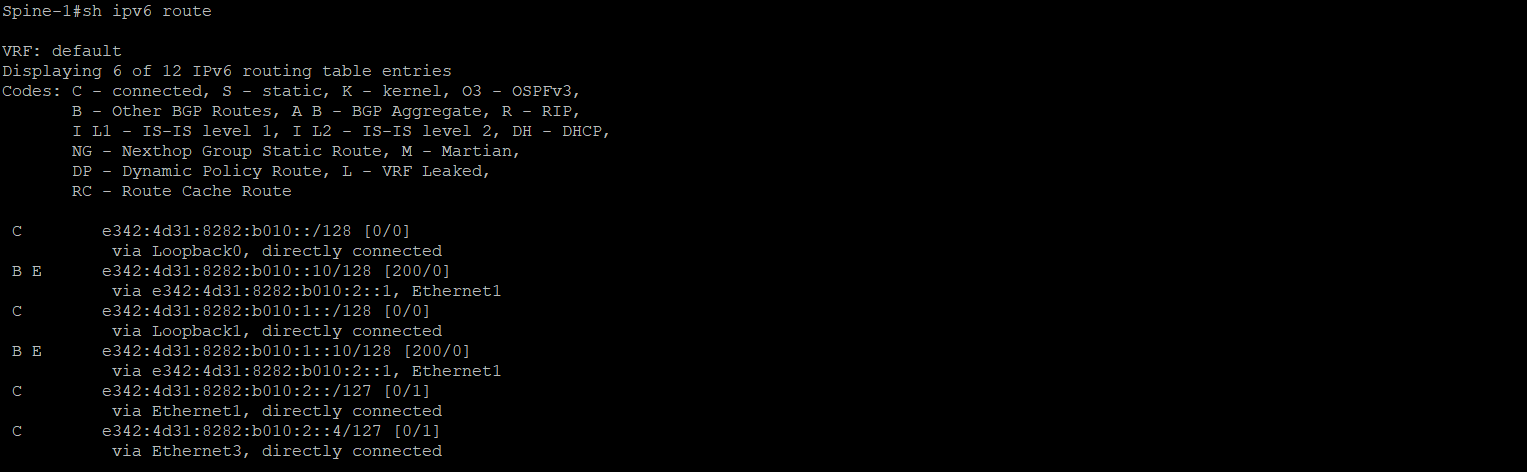 Spine-1#sh ipv6 route

VRF: default
Displaying 6 of 12 IPv6 routing table entries
Codes: C - connected, S - static, K - kernel, O3 - OSPFv3,
       B - Other BGP Routes, A B - BGP Aggregate, R - RIP,
       I L1 - IS-IS level 1, I L2 - IS-IS level 2, DH - DHCP,
       NG - Nexthop Group Static Route, M - Martian,
       DP - Dynamic Policy Route, L - VRF Leaked,
       RC - Route Cache Route

 C        e342:4d31:8282:b010::/128 [0/0]
           via Loopback0, directly connected
 B E      e342:4d31:8282:b010::10/128 [200/0]
           via e342:4d31:8282:b010:2::1, Ethernet1
 C        e342:4d31:8282:b010:1::/128 [0/0]
           via Loopback1, directly connected
 B E      e342:4d31:8282:b010:1::10/128 [200/0]
           via e342:4d31:8282:b010:2::1, Ethernet1
 C        e342:4d31:8282:b010:2::/127 [0/1]
           via Ethernet1, directly connected
 C        e342:4d31:8282:b010:2::4/127 [0/1]
           via Ethernet3, directly connected